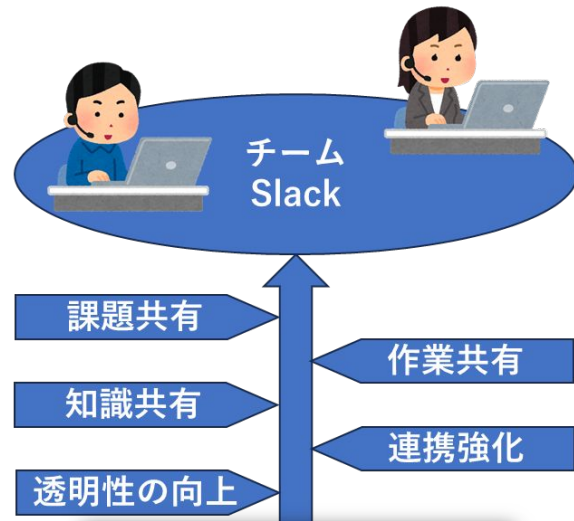 チーム
Slack
課題共有
作業共有
知識共有
連携強化
透明性の向上